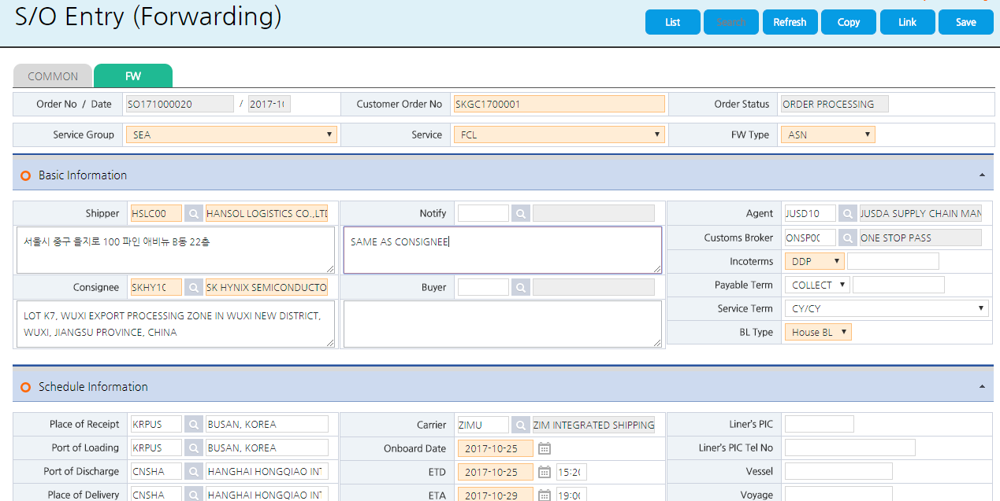 S/O Entry (Forwarding)
List Search Refresh Copy Link Save
COMMON FW
Order No / Date SO171000020 / 2017-1 Customer Order No SKGC1700001 Order Status ORDER PROCESSING
Service Group SEA Service FCL FW Type ASN
Basic Information
Shipper HSLC00 HANSOL LOGISTICS CO.,LTD Notify Agent JUSD10 JUSDA SUPPLY CHAIN MAN
서울시 중구 을지로 100 파인 애비뉴 B동 22층 SAME AS CONSIGNEE Customs Broker ONSP00 ONE STOP PASS
Incoterms DDP
Consignee SKHY10 SK HYNIX SEMICONDUCTO Buyer Payable Term COLLECT
LOT K7, WUXI EXPORT PROCESSING ZONE IN WUXI NEW DISTRICT, Service Term CY/CY
WUXI, JIANGSU PROVINCE, CHINA BL Type House BL
Schedule Information
Place of Receipt KRPUS BUSAN, KOREA Carrier ZIMU ZIM INTEGRATED SHIPPING Liner's PIC
Port of Loading KRPUS BUSAN, KOREA Onboard Date 2017-10-25 Liner's PIC Tel No
Port of Discharge CNSHA HANGHAI HONGQIAO INT ETD 2017-10-25 15:20 Vessel
Place of Delivery CNSHA HANGHAI HONGQIAO INT ETA 2017-10-29 19:00 Voyage